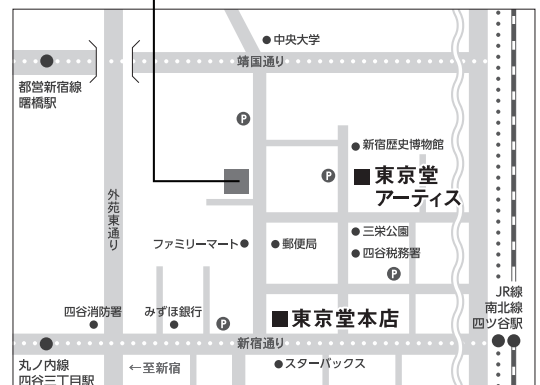 中央大学
靖国通り
都営新宿線
曙橋駅
P
新宿歴史博物館
P
東京堂
アーティス
外苑東通り
三栄公園
ファミリーマート
郵便局
四谷税務署
P
JR線
南北線
四ツ谷駅
四谷消防署
みずほ銀行
P
東京堂本店
新宿通り
丸ノ内線
四谷三丁目駅
←至新宿
スターバックス